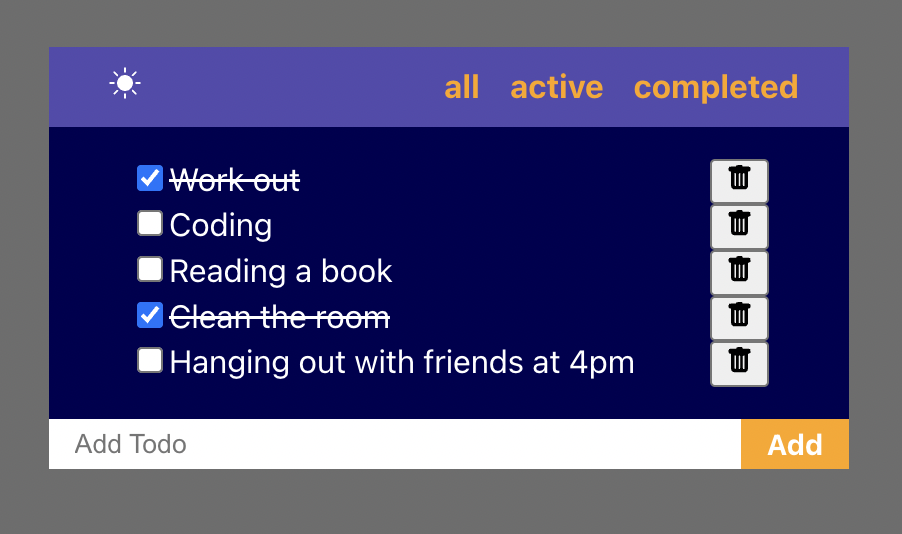 all active completed
Work out
Coding
Reading a book
Clean the room
Hanging out with friends at 4pm
Add Todo Add